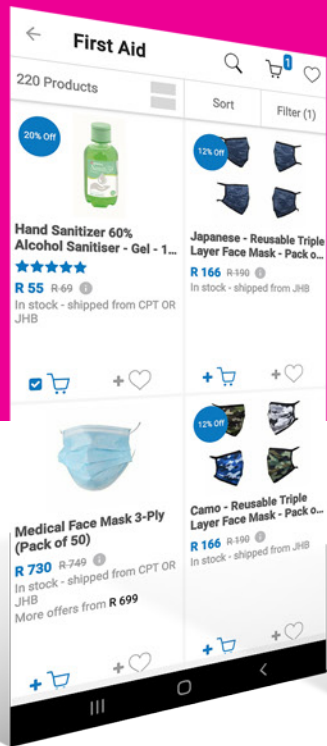 First Aid
1
220 Products
Sort
Filter (1)
20% Off
Hand Sanitizer 60%
Alcohol Sanitiser - Gel - 1...
R 55 R 69
In stock - shipped from CPT OR
JHB
12% Off
Japanese - Reusable Triple
Layer Face Mask - Pack o...
R 166 R 190
In stock - shipped from JHB
Medical Face Mask 3-Ply
(Pack of 50)
R 730 R 749
In stock - shipped from CPT OR
JHB
More offers from R 699
12% Off
Camo - Reusable Triple
Layer Face Mask - Pack o...
R 166 R 190
In stock - shipped from JHB